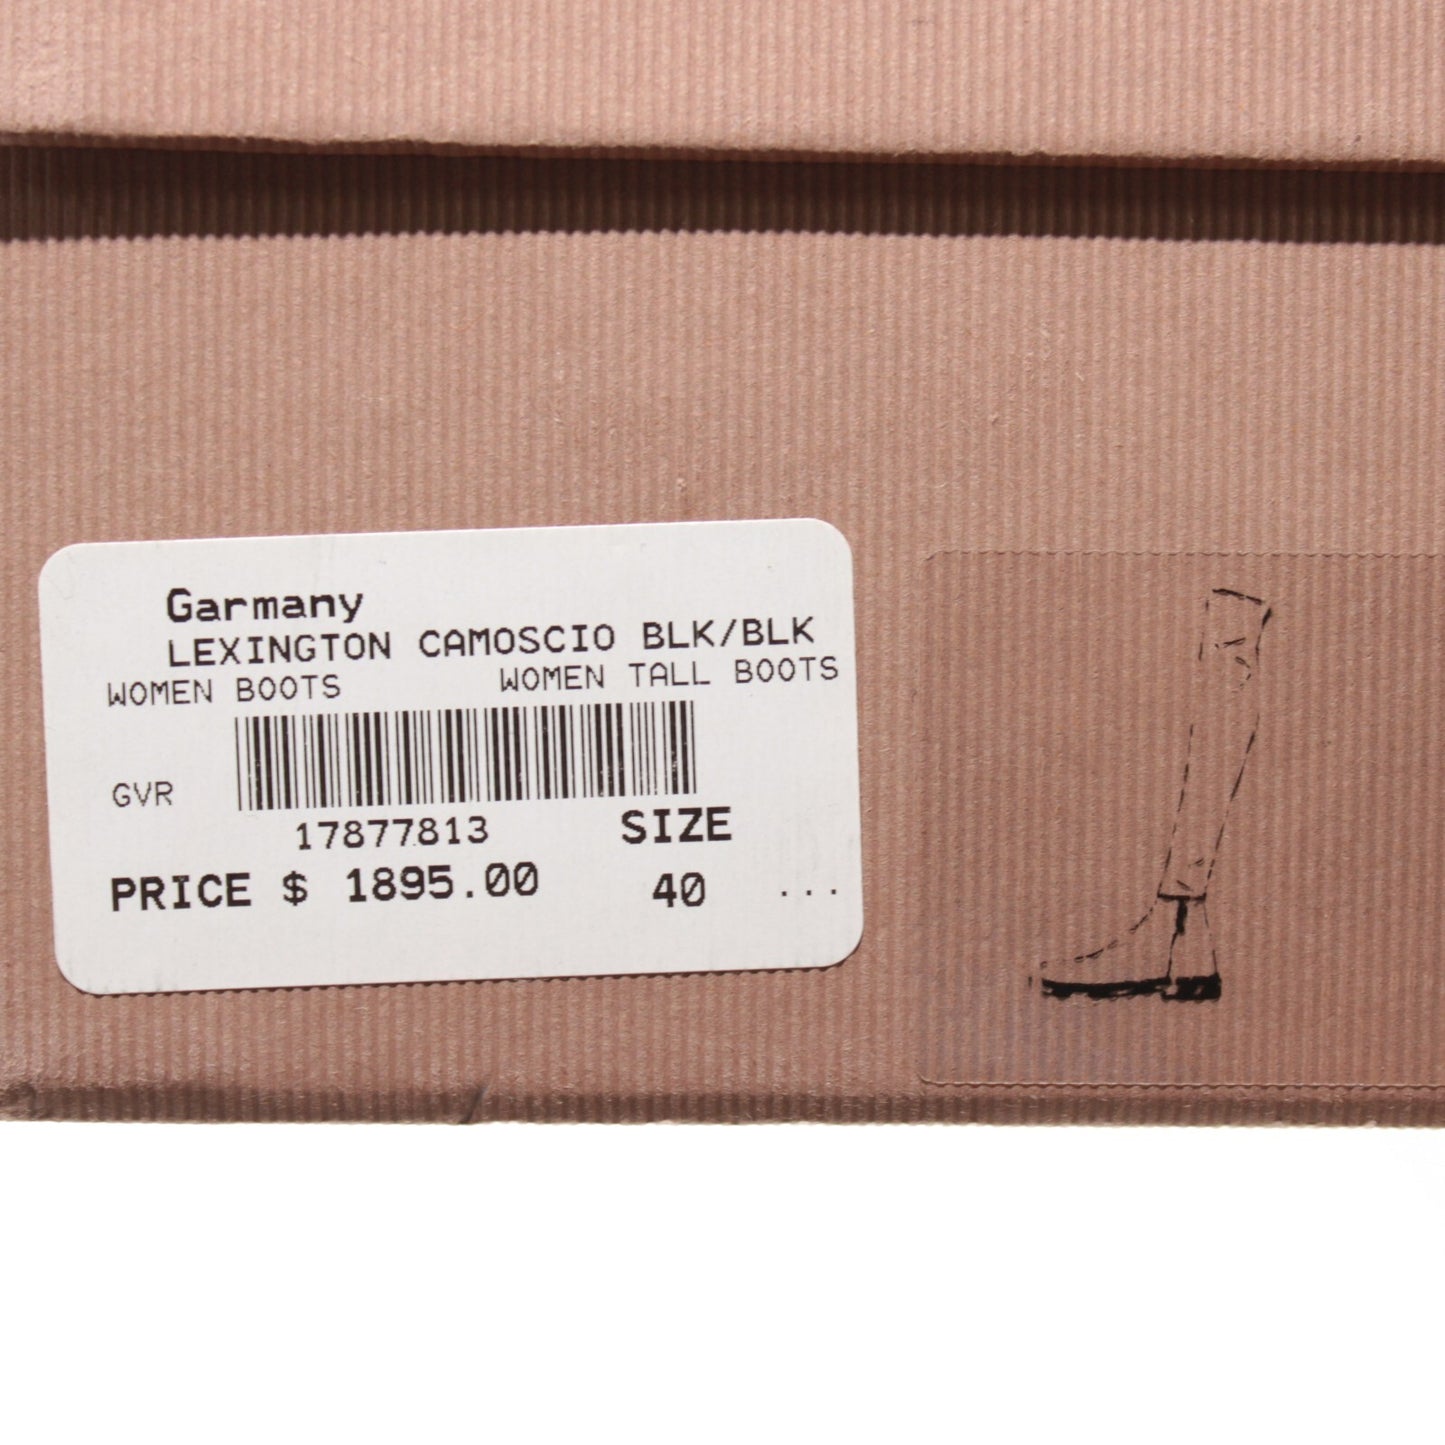 Garmany
LEXINGTON CAMOSCIO BLK/BLK
WOMEN BOOTS WOMEN TALL BOOTS
GVR
17877813 SIZE
PRICE $ 1895.00 40 ...